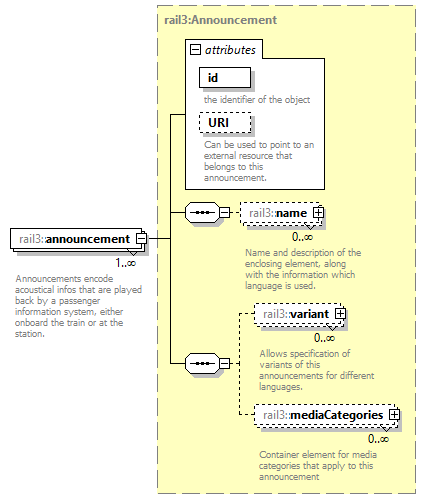 rail3:Announcement
attributes
id
the identifier of the object
URI
Can be used to point to an
external resource that
belongs to this
announcement.
rail3::announcement
1..∞
Announcements encode
acoustical infos that are played
back by a passenger
information system, either
onboard the train or at the
station.
rail3::name
0..∞
Name and description of the
enclosing element, along
with the information which
language is used.
rail3::variant
0..∞
Allows specification of
variants of this
announcements for different
languages.
rail3::mediaCategories
0..∞
Container element for media
categories that apply to this
announcement